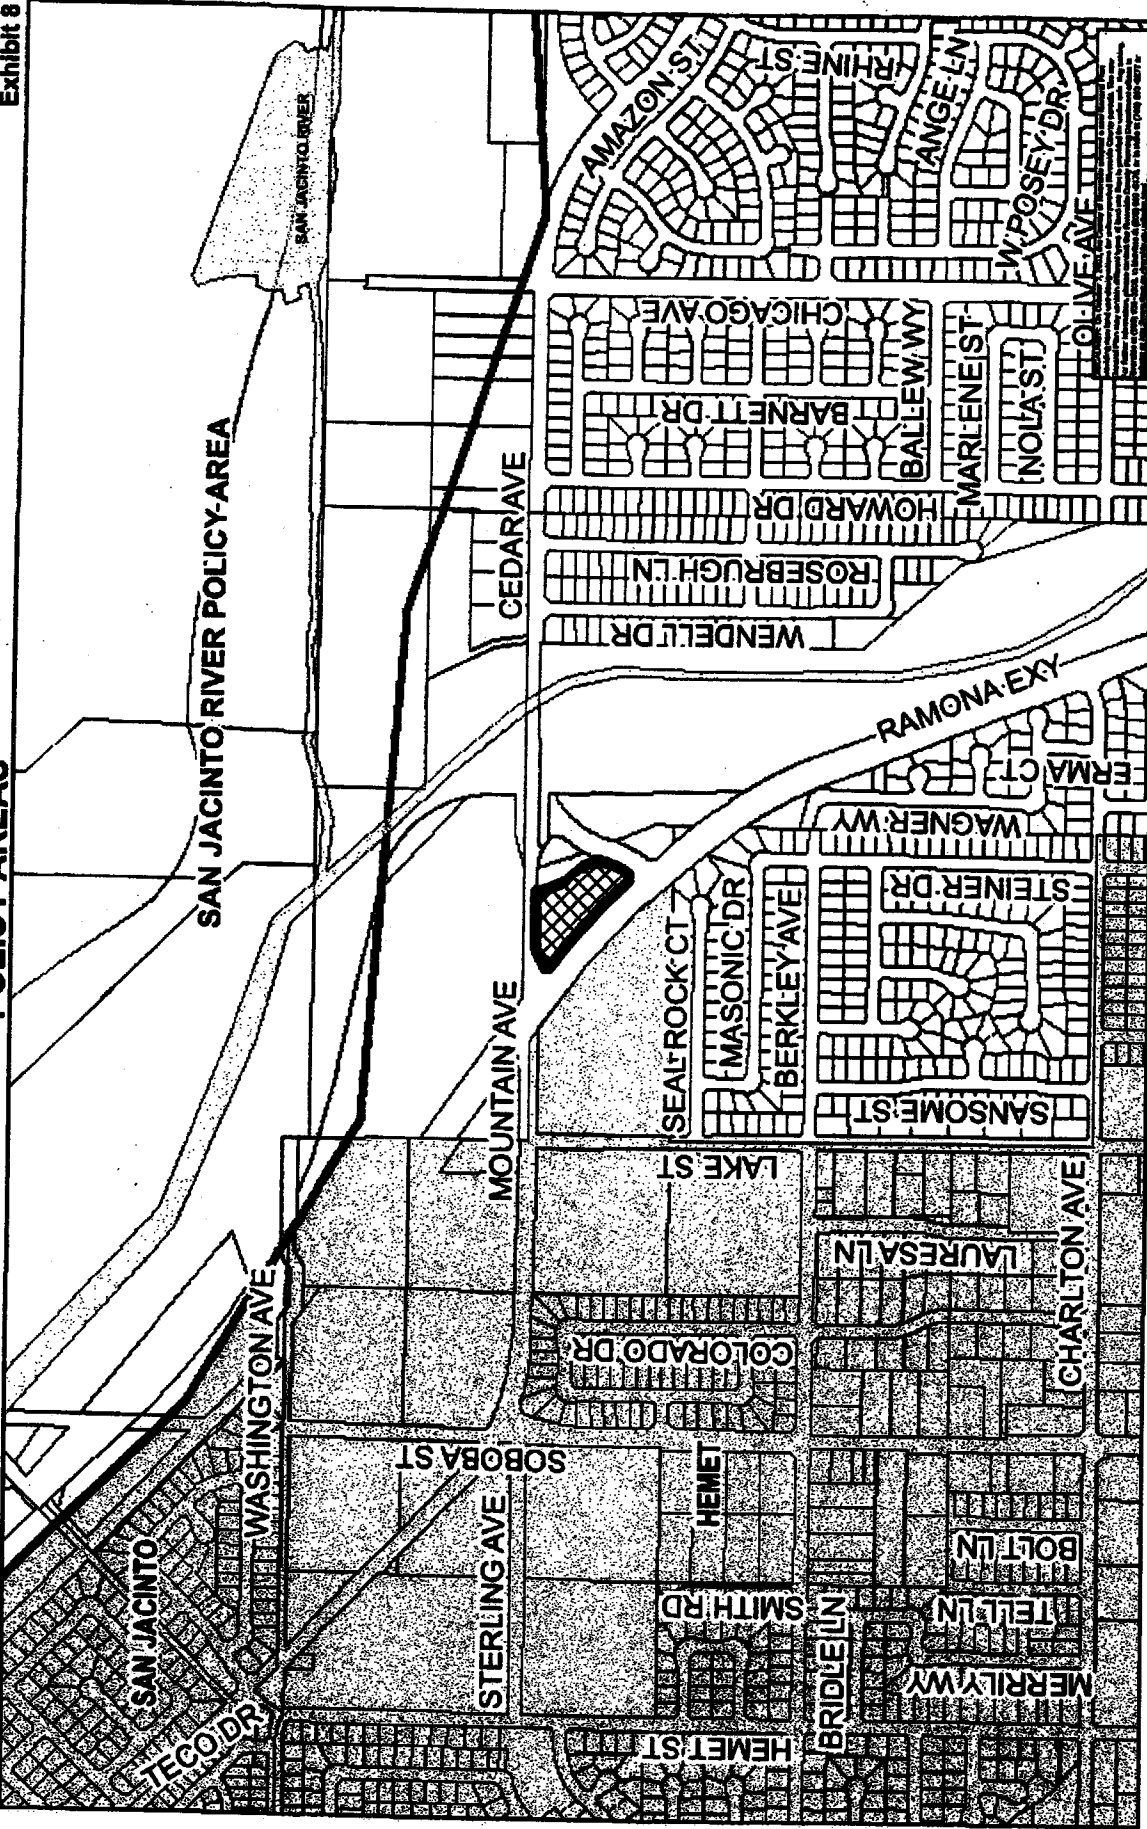 Exhibit 8
SAN JACINTO RIVER
SAN JACINTO RIVER POLICY AREA
AMAZON ST
RHINE ST
TANGE LN
W POSEY DR
OLIVE AVE
CHICAGO AVE
BARNETT DR
BALLEW WY
MARLENE ST
NOLIA ST
CEDAR AVE
HOWARD DR
ROSEBRUGH LN
WENDELL DR
RAMONA EXY
ERMA CT
WAGNER WY
STEINER DR
SEAL ROCK CT
MASONIC DR
BERKLEY AVE
SANSOME ST
MOUNTAIN AVE
LAKE ST
LAURESA LN
CHARLTON AVE
COLORADO DR
WASHINGTON AVE
SOBOBA ST
STERLING AVE
HEMET
BOLT LN
TELL LN
SMITH RD
BRIDLE LN
MERRILY WY
HEMET ST
SAN JACINTO
TECO DR